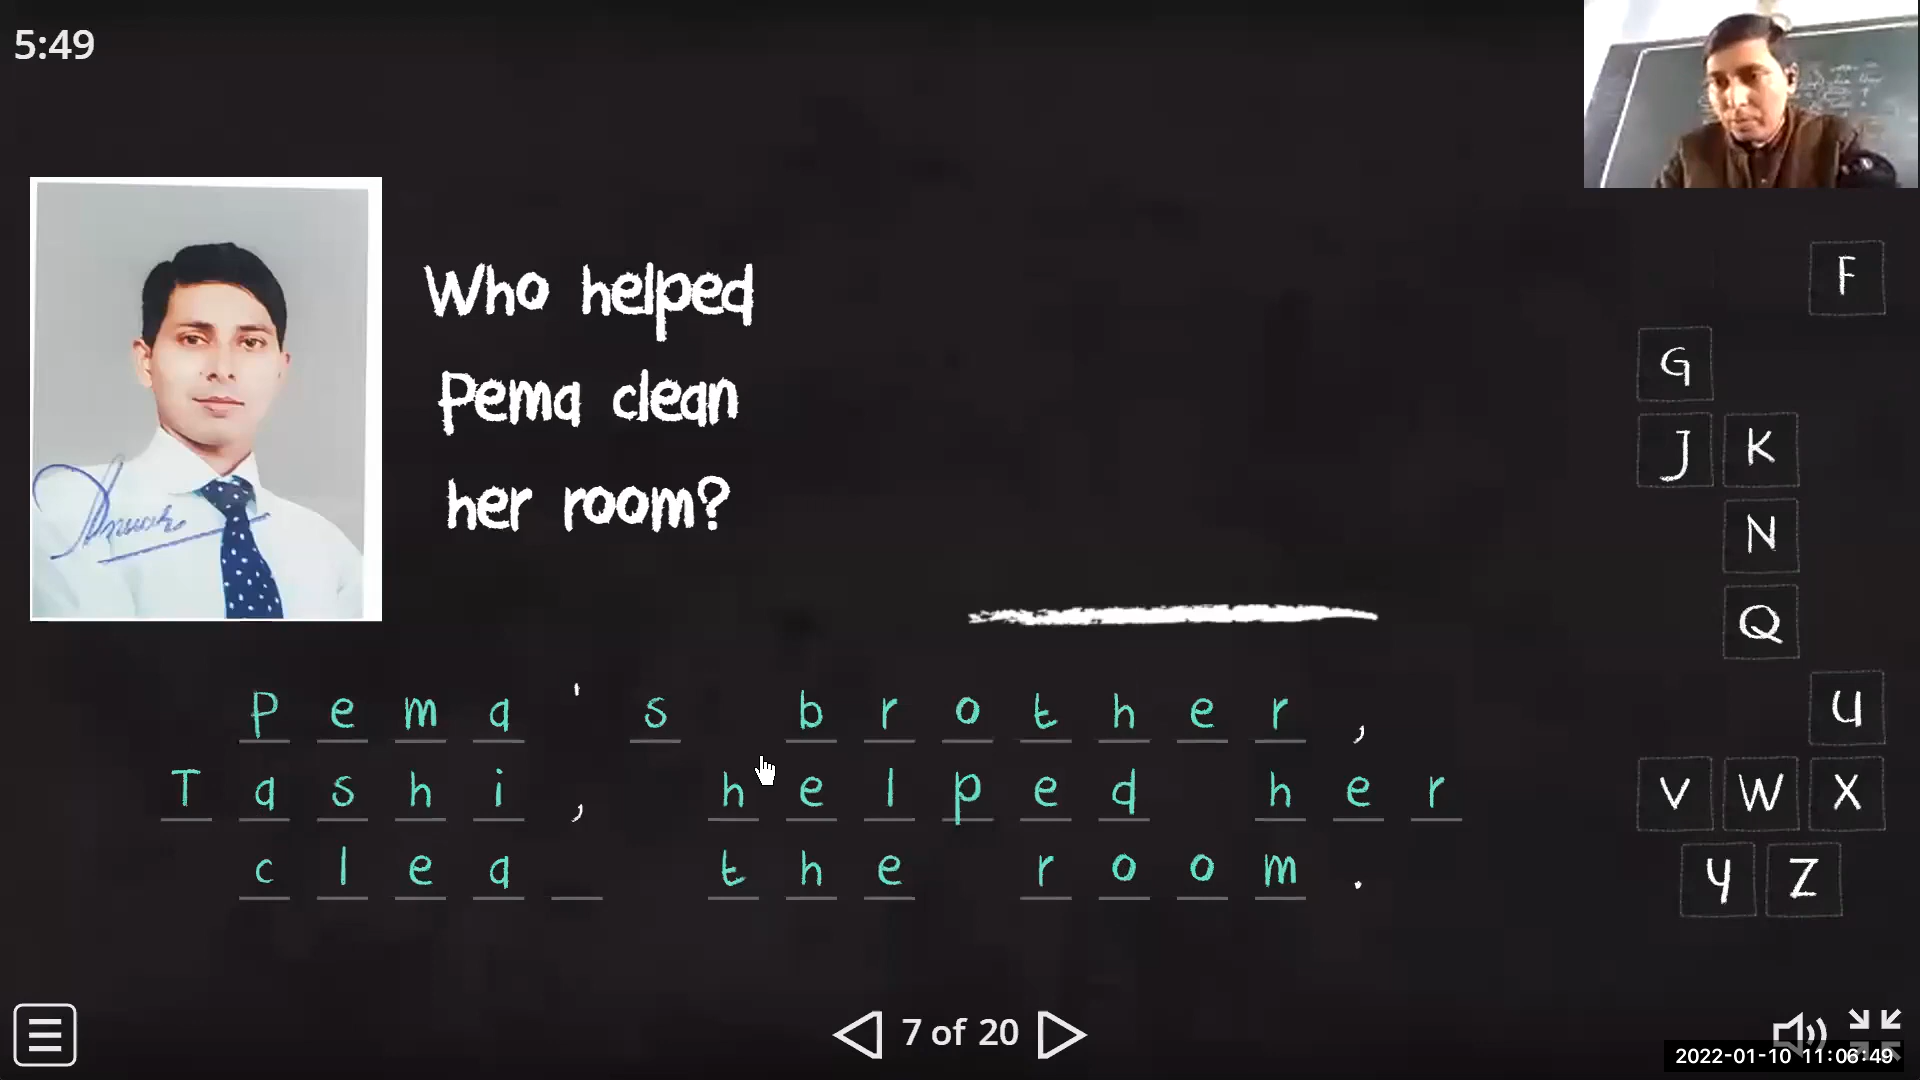 5:49
Who helped
Pema clean
her room?
F
G
J K
N
Q
U
V W X
Y Z
Pema's brother,
Tashi, helped her
clea_ the room.
7 of 20
2022-01-10 11:06:49